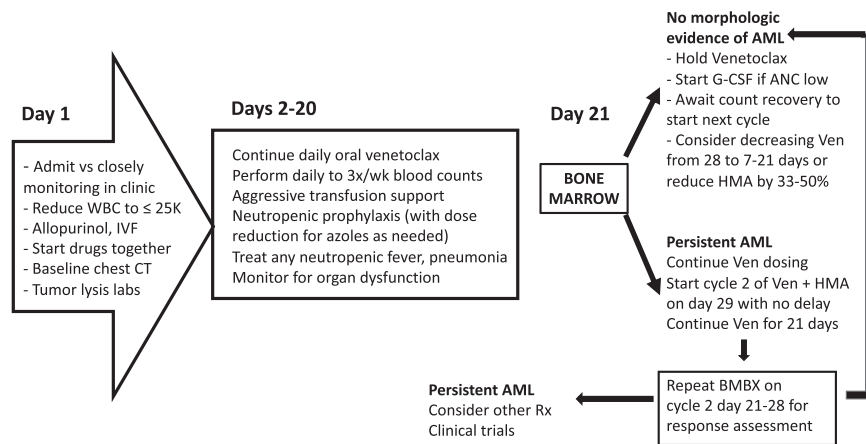 Day 1
- Admit vs closely
monitoring in clinic
- Reduce WBC to ≤ 25K
- Allopurinol, IVF
- Start drugs together
- Baseline chest CT
- Tumor lysis labs
Days 2-20
Continue daily oral venetoclax
Perform daily to 3x/wk blood counts
Aggressive transfusion support
Neutropenic prophylaxis (with dose
reduction for azoles as needed)
Treat any neutropenic fever, pneumonia
Monitor for organ dysfunction
Day 21
BONE
MARROW
No morphologic
evidence of AML
- Hold Venetoclax
- Start G-CSF if ANC low
- Await count recovery to
start next cycle
- Consider decreasing Ven
from 28 to 7-21 days or
reduce HMA by 33-50%
Persistent AML
Continue Ven dosing
Start cycle 2 of Ven + HMA
on day 29 with no delay
Continue Ven for 21 days
Repeat BMBX on
cycle 2 day 21-28 for
response assessment
Persistent AML
Consider other Rx
Clinical trials